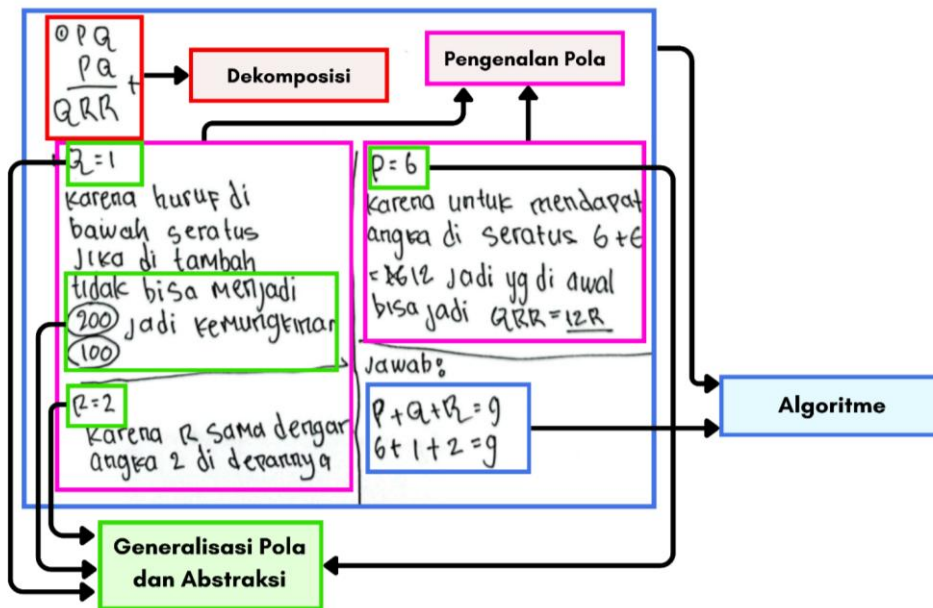 PQ
PQ
+
QRR
Dekomposisi
Pengenalan Pola
Q=1
Karena huruf di
bawah seratus
Jika di tambah
tidak bisa menjadi
200 jadi kemungkinan
100
R=2
Karena R sama dengan
angka 2 di depannya
P=6
Karena untuk mendapat
angka di seratus 6+6
= 12 Jadi yg di awal
bisa jadi QRR=12R
Jawab:
P+Q+R=9
6+1+2=9
Algoritme
Generalisasi Pola
dan Abstraksi